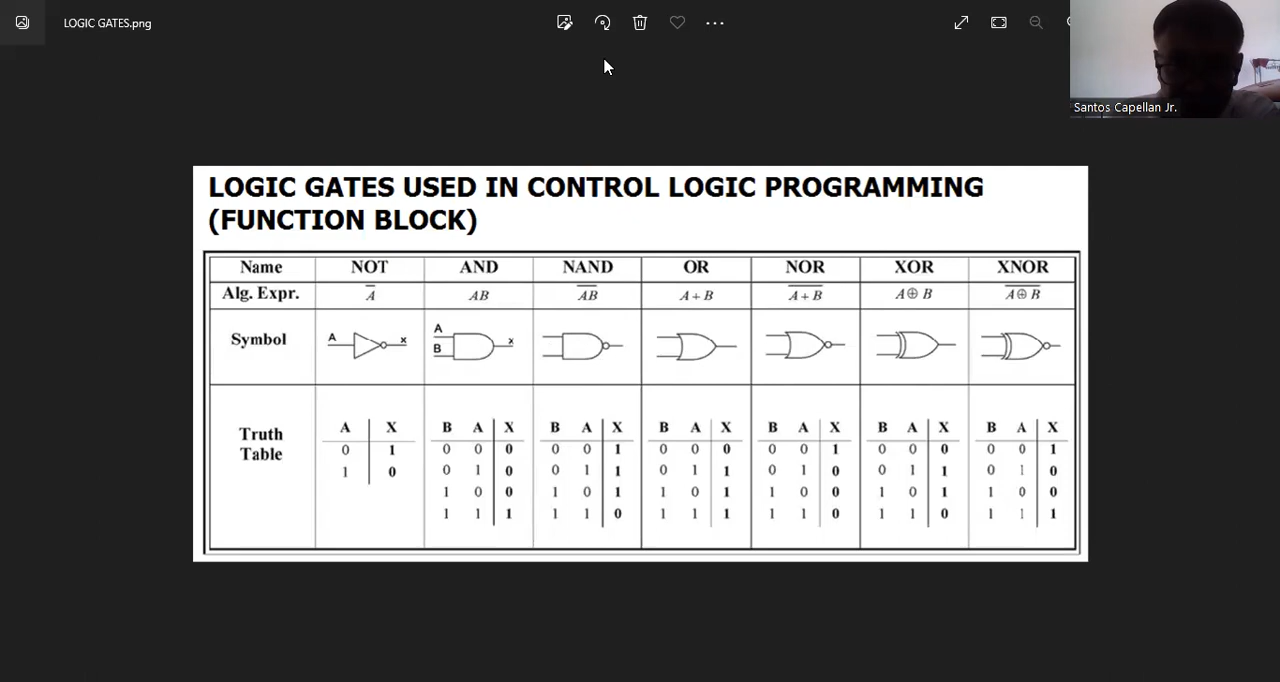 LOGIC GATES.png
Santos Capellan Jr.
LOGIC GATES USED IN CONTROL LOGIC PROGRAMMING
(FUNCTION BLOCK)
Name NOT AND NAND OR NOR XOR XNOR
Alg. Expr. A̅ AB A̅B̅ A + B A̅ ̅+̅ ̅B̅ A ⊕ B A̅ ̅⊕̅ ̅B̅
Symbol A x A B x
Truth Table
A X B A X B A X B A X B A X B A X B A X
0 1 0 0 0 0 0 1 0 0 0 0 0 1 0 0 0 0 0 1
1 0 0 1 0 0 1 1 0 1 1 0 1 0 0 1 1 0 1 0
1 0 0 1 0 1 1 0 1 1 0 0 1 0 1 1 0 0
1 1 1 1 1 0 1 1 1 1 1 0 1 1 0 1 1 1